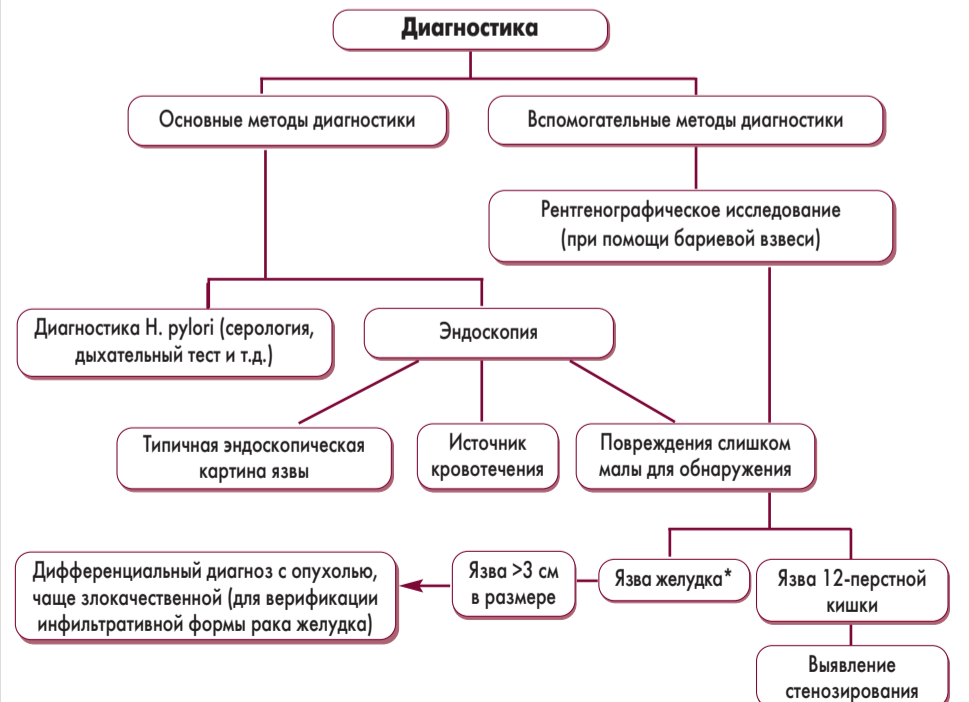 Диагностика
Основные методы диагностики
Вспомогательные методы диагностики
Рентгенографическое исследование
(при помощи бариевой взвеси)
Диагностика H. pylori (серология,
дыхательный тест и т.д.)
Эндоскопия
Типичная эндоскопическая
картина язвы
Источник
кровотечения
Повреждения слишком
малы для обнаружения
Дифференциальный диагноз с опухолью,
чаще злокачественной (для верификации
инфильтративной формы рака желудка)
Язва >3 см
в размере
Язва желудка*
Язва 12-перстной
кишки
Выявление
стенозирования